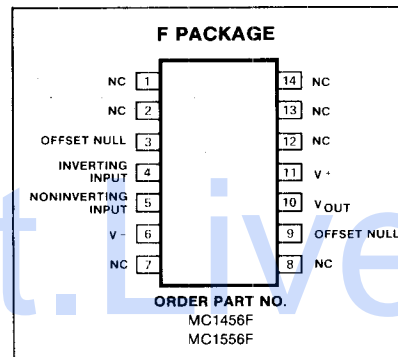 F PACKAGE
NC 1 14 NC
NC 2 13 NC
OFFSET NULL 3 12 NC
INVERTING
INPUT 4 11 V+
NONINVERTING
INPUT 5 10 VOUT
V- 6 9 OFFSET NULL
NC 7 8 NC
ORDER PART NO.
MC1456F
MC1556F
t.Live